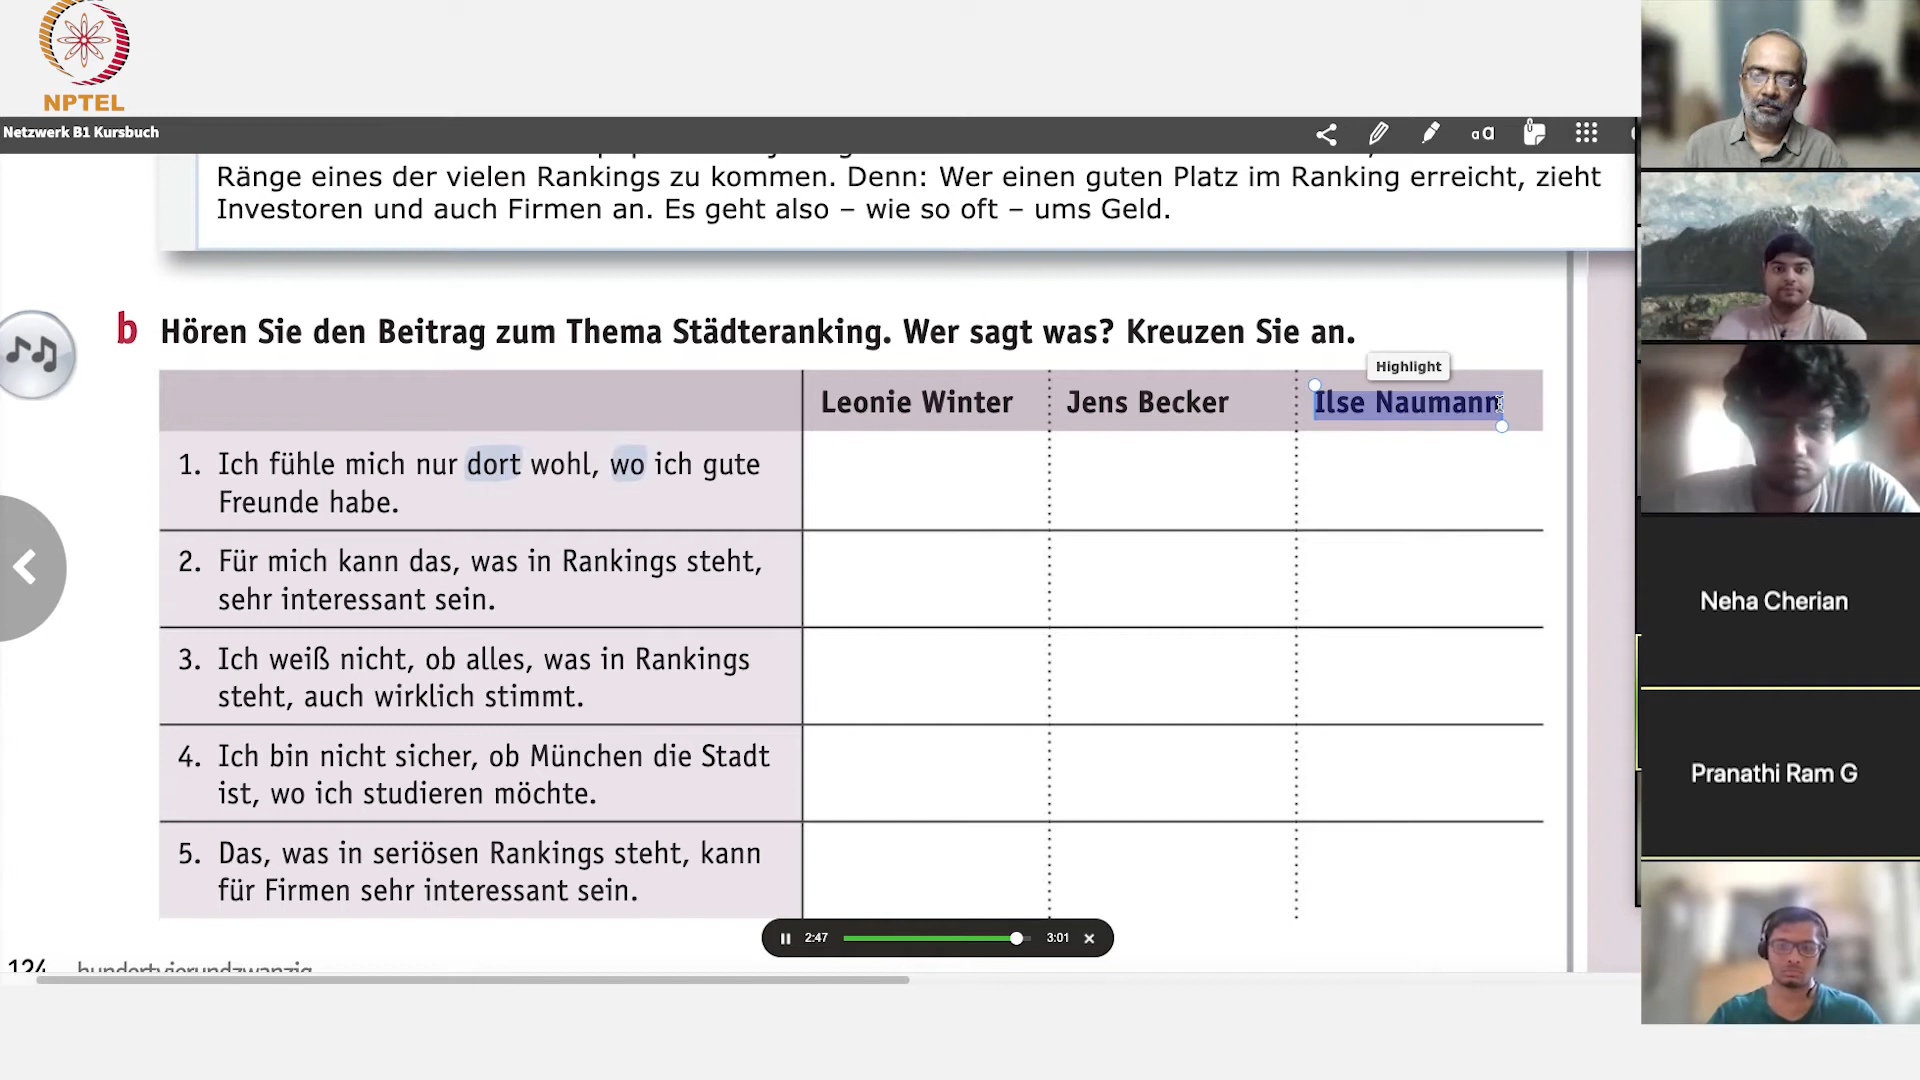 NPTEL
Netzwerk B1 Kursbuch
aa
Ränge eines der vielen Rankings zu kommen. Denn: Wer einen guten Platz im Ranking erreicht, zieht
Investoren und auch Firmen an. Es geht also – wie so oft – ums Geld.
b Hören Sie den Beitrag zum Thema Städteranking. Wer sagt was? Kreuzen Sie an.
Highlight
Leonie Winter Jens Becker Ilse Naumann
1. Ich fühle mich nur dort wohl, wo ich gute
Freunde habe.
2. Für mich kann das, was in Rankings steht,
sehr interessant sein.
3. Ich weiß nicht, ob alles, was in Rankings
steht, auch wirklich stimmt.
4. Ich bin nicht sicher, ob München die Stadt
ist, wo ich studieren möchte.
5. Das, was in seriösen Rankings steht, kann
für Firmen sehr interessant sein.
2:47 3:01
124 hundertvierundzwanzig
Neha Cherian
Pranathi Ram G